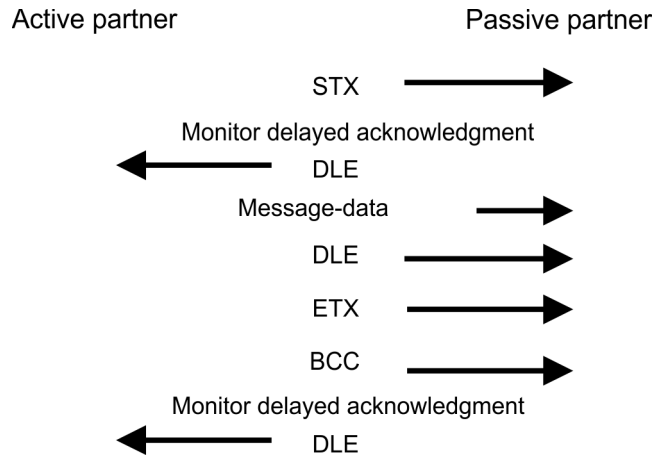 Active partner Passive partner
STX
Monitor delayed acknowledgment
DLE
Message-data
DLE
ETX
BCC
Monitor delayed acknowledgment
DLE